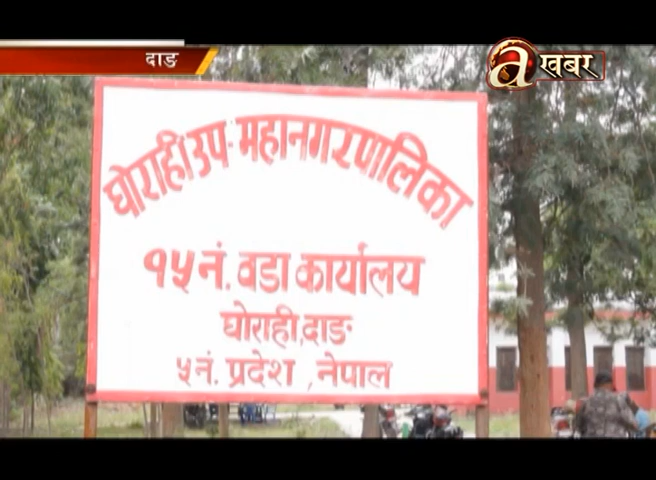 दाङ
a खबर
घोराही उप-महानगरपालिका
१५ नं. वडा कार्यालय
घोराही, दाङ
५ नं. प्रदेश , नेपाल